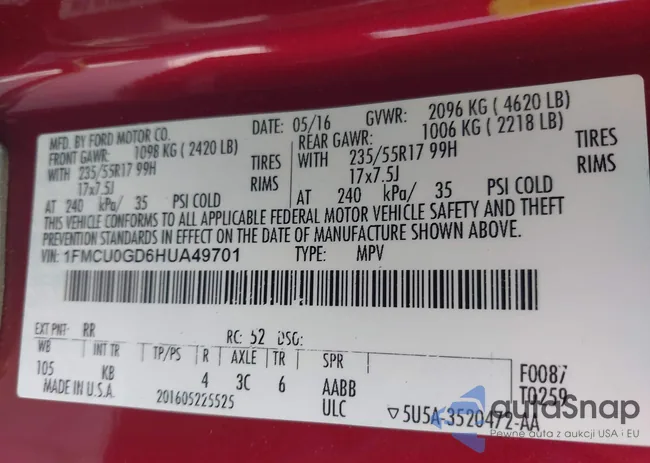 MFD. BY FORD MOTOR CO. DATE: 05/16 GVWR: 2096 KG ( 4620 LB)
FRONT GAWR: 1098 KG ( 2420 LB) REAR GAWR: 1006 KG ( 2218 LB)
WITH 235/55R17 99H TIRES WITH 235/55R17 99H TIRES
17x7.5J RIMS 17x7.5J RIMS
AT 240 kPa/ 35 PSI COLD AT 240 kPa/ 35 PSI COLD
THIS VEHICLE CONFORMS TO ALL APPLICABLE FEDERAL MOTOR VEHICLE SAFETY AND THEFT
PREVENTION STANDARDS IN EFFECT ON THE DATE OF MANUFACTURE SHOWN ABOVE.
VIN: 1FMCU0GD6HUA49701 TYPE: MPV
EXT PNT: RR RC: 52 DSO:
WB INT TR TP/PS R AXLE TR SPR F0087
105 KB 4 3C 6 AABB T0259
MADE IN U.S.A. 201605225525 ULC ▽5U5A-3520472-AA
autoSnap
Pewne auta z aukcji USA i EU